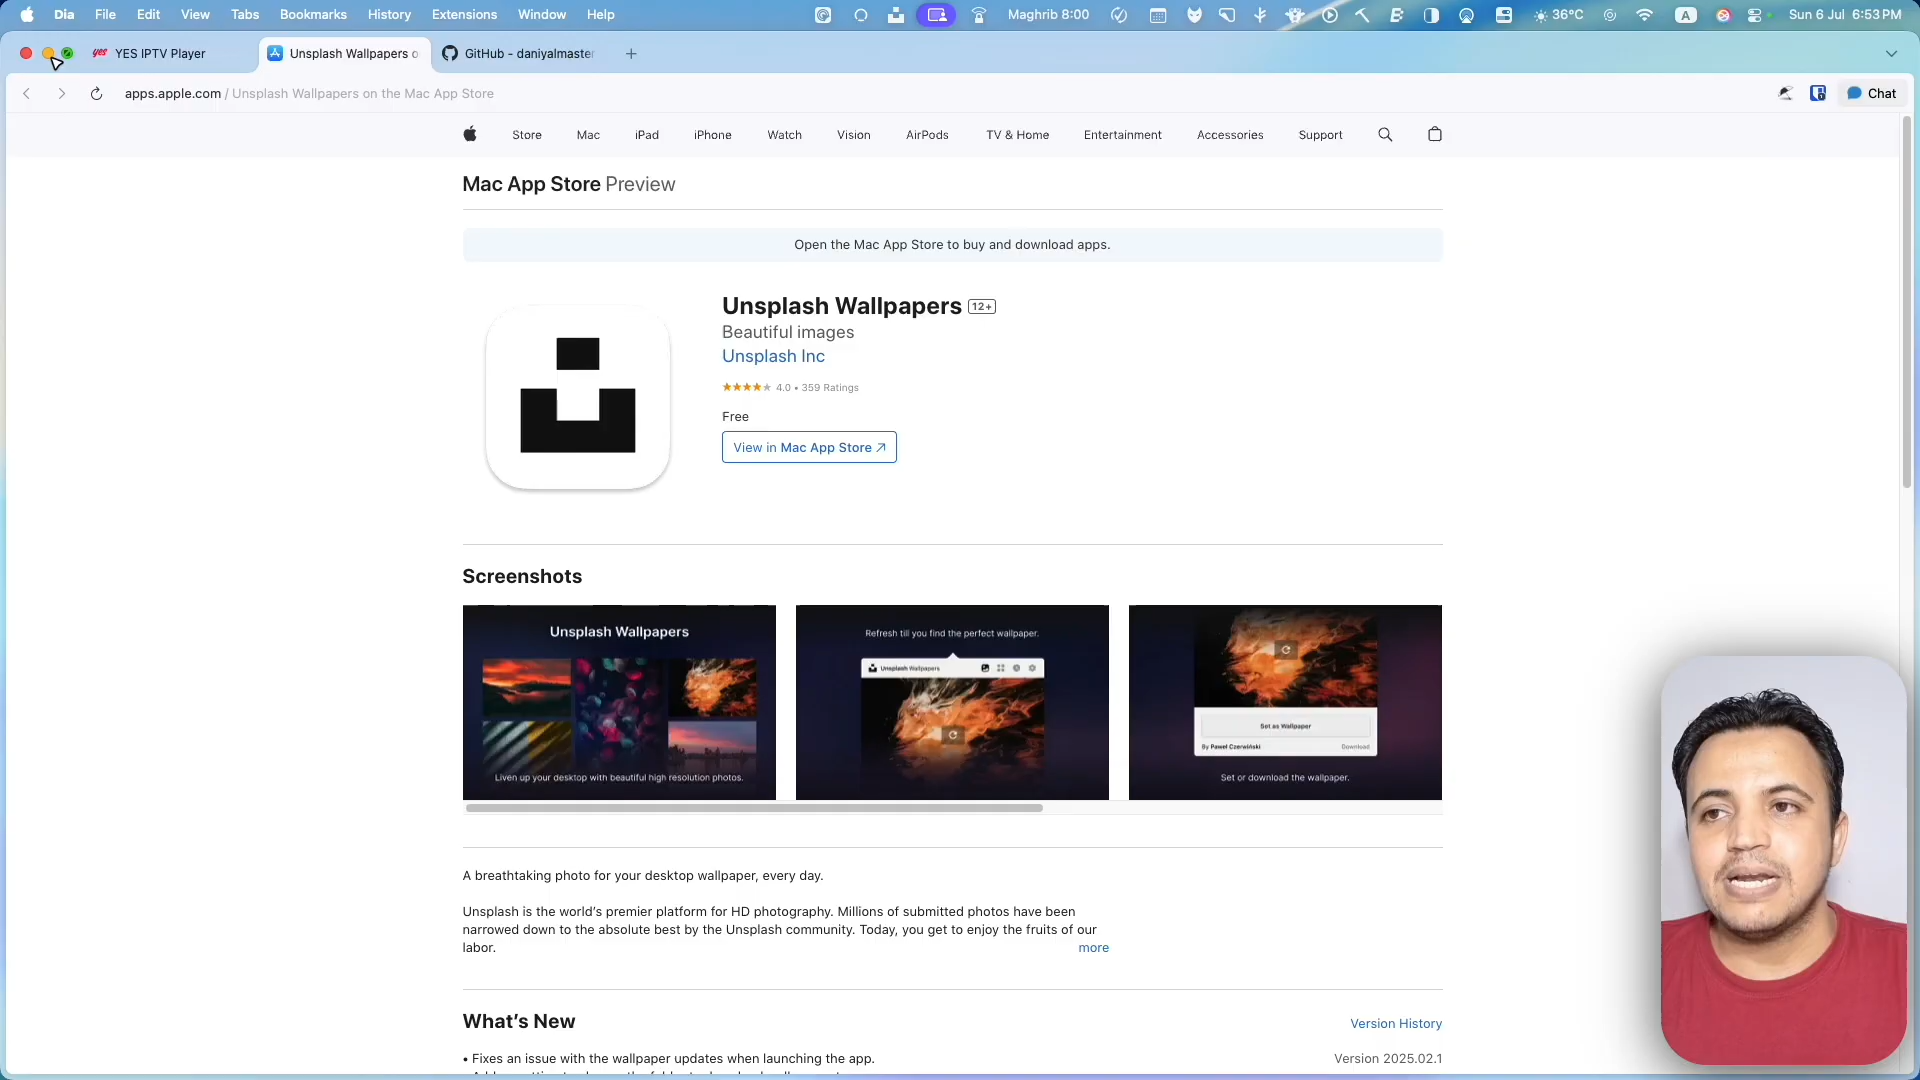 Dia File Edit View Tabs Bookmarks History Extensions Window Help Maghrib 8:00 36°C A Sun 6 Jul 6:53 PM
yes YES IPTV Player Unsplash Wallpapers o GitHub - daniyalmaster
apps.apple.com / Unsplash Wallpapers on the Mac App Store Chat
Store Mac iPad iPhone Watch Vision AirPods TV & Home Entertainment Accessories Support
Mac App Store Preview
Open the Mac App Store to buy and download apps.
Unsplash Wallpapers 12+
Beautiful images
Unsplash Inc
★★★★★ 4.0 • 359 Ratings
Free
View in Mac App Store ↗
Screenshots
Unsplash Wallpapers
Liven up your desktop with beautiful high resolution photos.
Refresh till you find the perfect wallpaper.
Unsplash Wallpapers
Set as Wallpaper
By Paweł Czerwiński Download
Set or download the wallpaper.
A breathtaking photo for your desktop wallpaper, every day.
Unsplash is the world's premier platform for HD photography. Millions of submitted photos have been
narrowed down to the absolute best by the Unsplash community. Today, you get to enjoy the fruits of our
labor. more
What's New Version History
• Fixes an issue with the wallpaper updates when launching the app. Version 2025.02.1